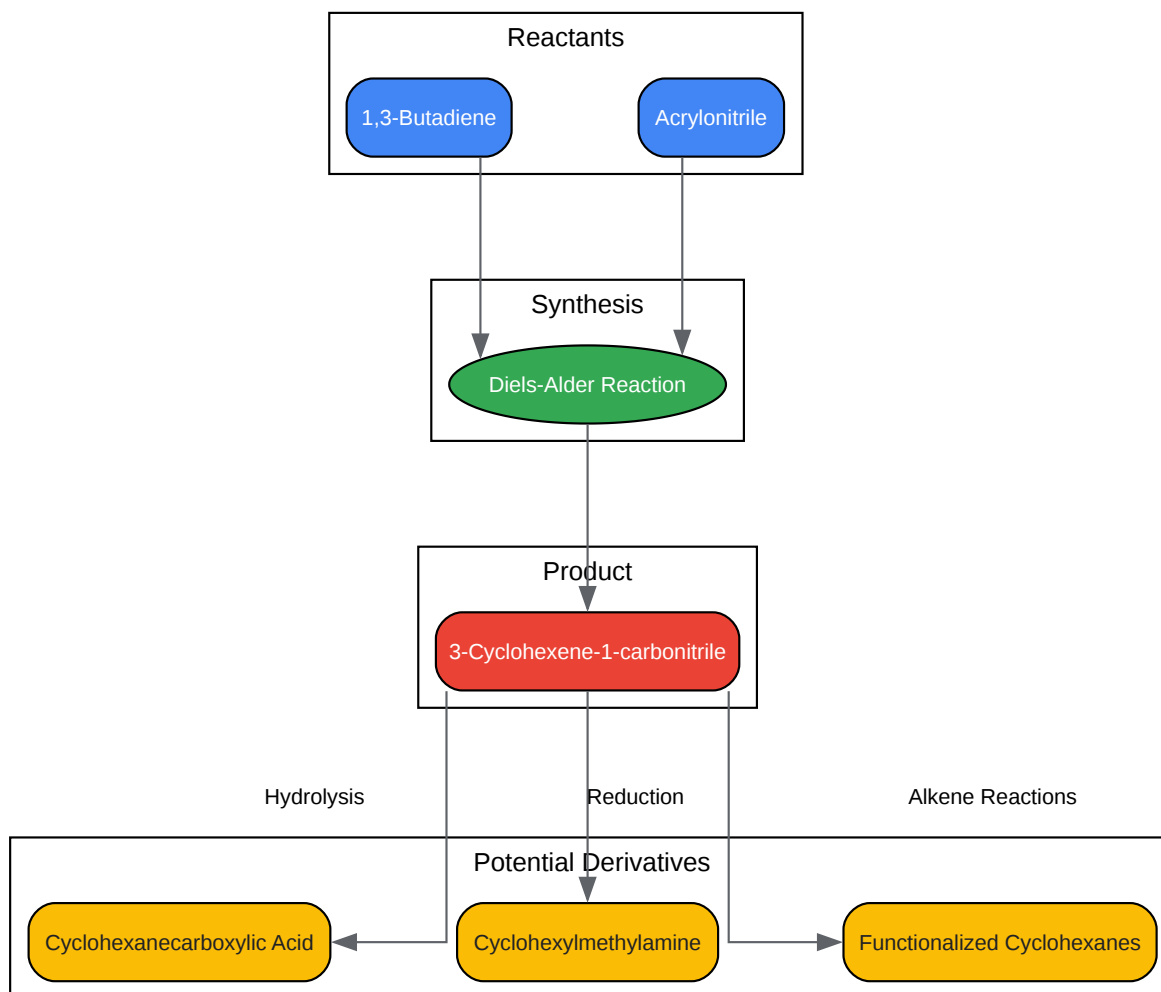 Reactants
1,3-Butadiene
Acrylonitrile
Synthesis
Diels-Alder Reaction
Product
3-Cyclohexene-1-carbonitrile
Hydrolysis
Reduction
Alkene Reactions
Potential Derivatives
Cyclohexanecarboxylic Acid
Cyclohexylmethylamine
Functionalized Cyclohexanes